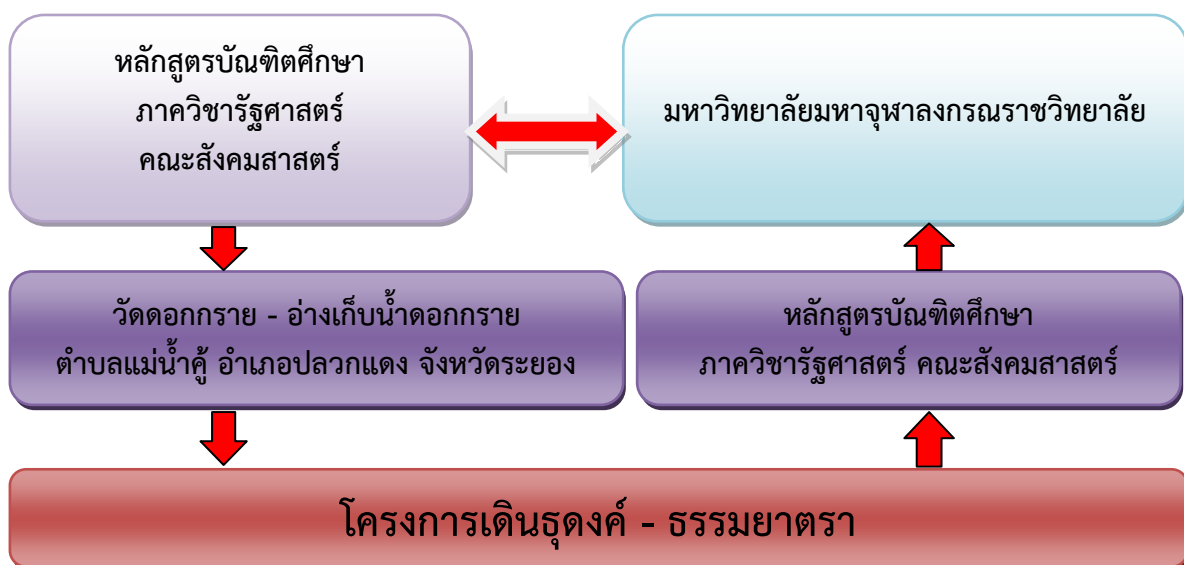 หลักสูตรบัณฑิตศึกษา
ภาควิชารัฐศาสตร์
คณะสังคมสาสตร์
มหาวิทยาลัยมหาจุฬาลงกรณราชวิทยาลัย
วัดดอกกราย - อ่างเก็บน้ำดอกกราย
ตำบลแม่น้ำคู้ อำเภอปลวกแดง จังหวัดระยอง
หลักสูตรบัณฑิตศึกษา
ภาควิชารัฐศาสตร์ คณะสังคมสาสตร์
โครงการเดินธุดงค์ - ธรรมยาตรา